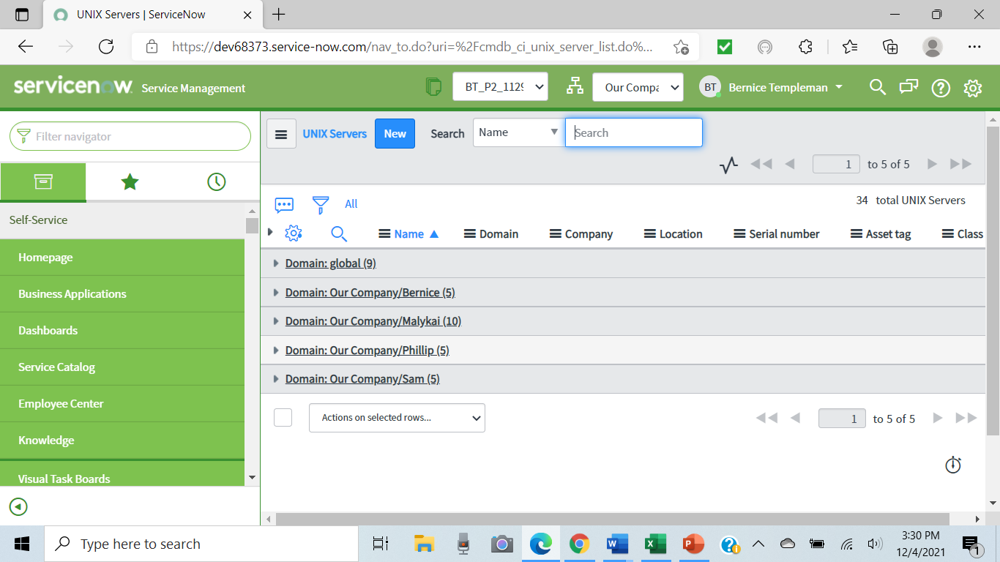 UNIX Servers | ServiceNow
https://dev68373.service-now.com/nav_to.do?uri=%2Fcmdb_ci_unix_server_list.do%...
servicenow. Service Management
BT_P2_1129
Our Compa
BT Bernice Templeman
Filter navigator
UNIX Servers New Search Name Search
1 to 5 of 5
All
34 total UNIX Servers
Self-Service
Name Domain Company Location Serial number Asset tag Class
Homepage
Domain: global (9)
Business Applications
Domain: Our Company/Bernice (5)
Dashboards
Domain: Our Company/Malykai (10)
Service Catalog
Domain: Our Company/Phillip (5)
Domain: Our Company/Sam (5)
Employee Center
Actions on selected rows...
1 to 5 of 5
Knowledge
Visual Task Boards
Type here to search
3:30 PM
12/4/2021
1